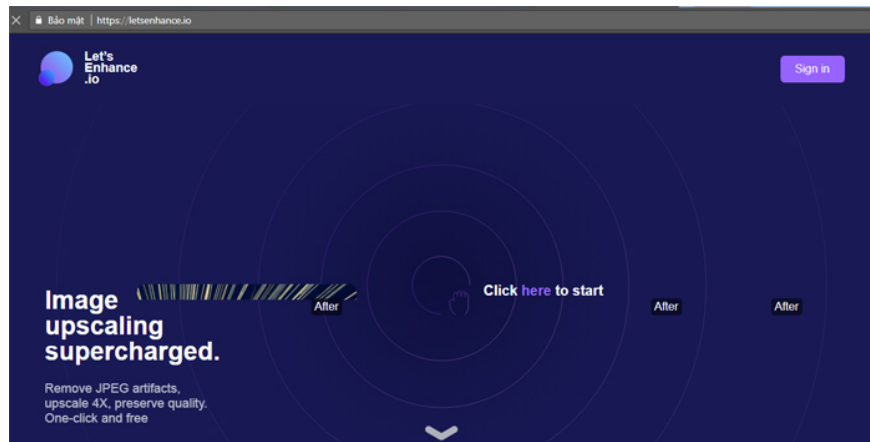 Bảo mật | https://letsenhance.io
Let's
Enhance
.io
Sign in
Click here to start
After
After
After
Image
upscaling
supercharged.
Remove JPEG artifacts,
upscale 4X, preserve quality.
One-click and free